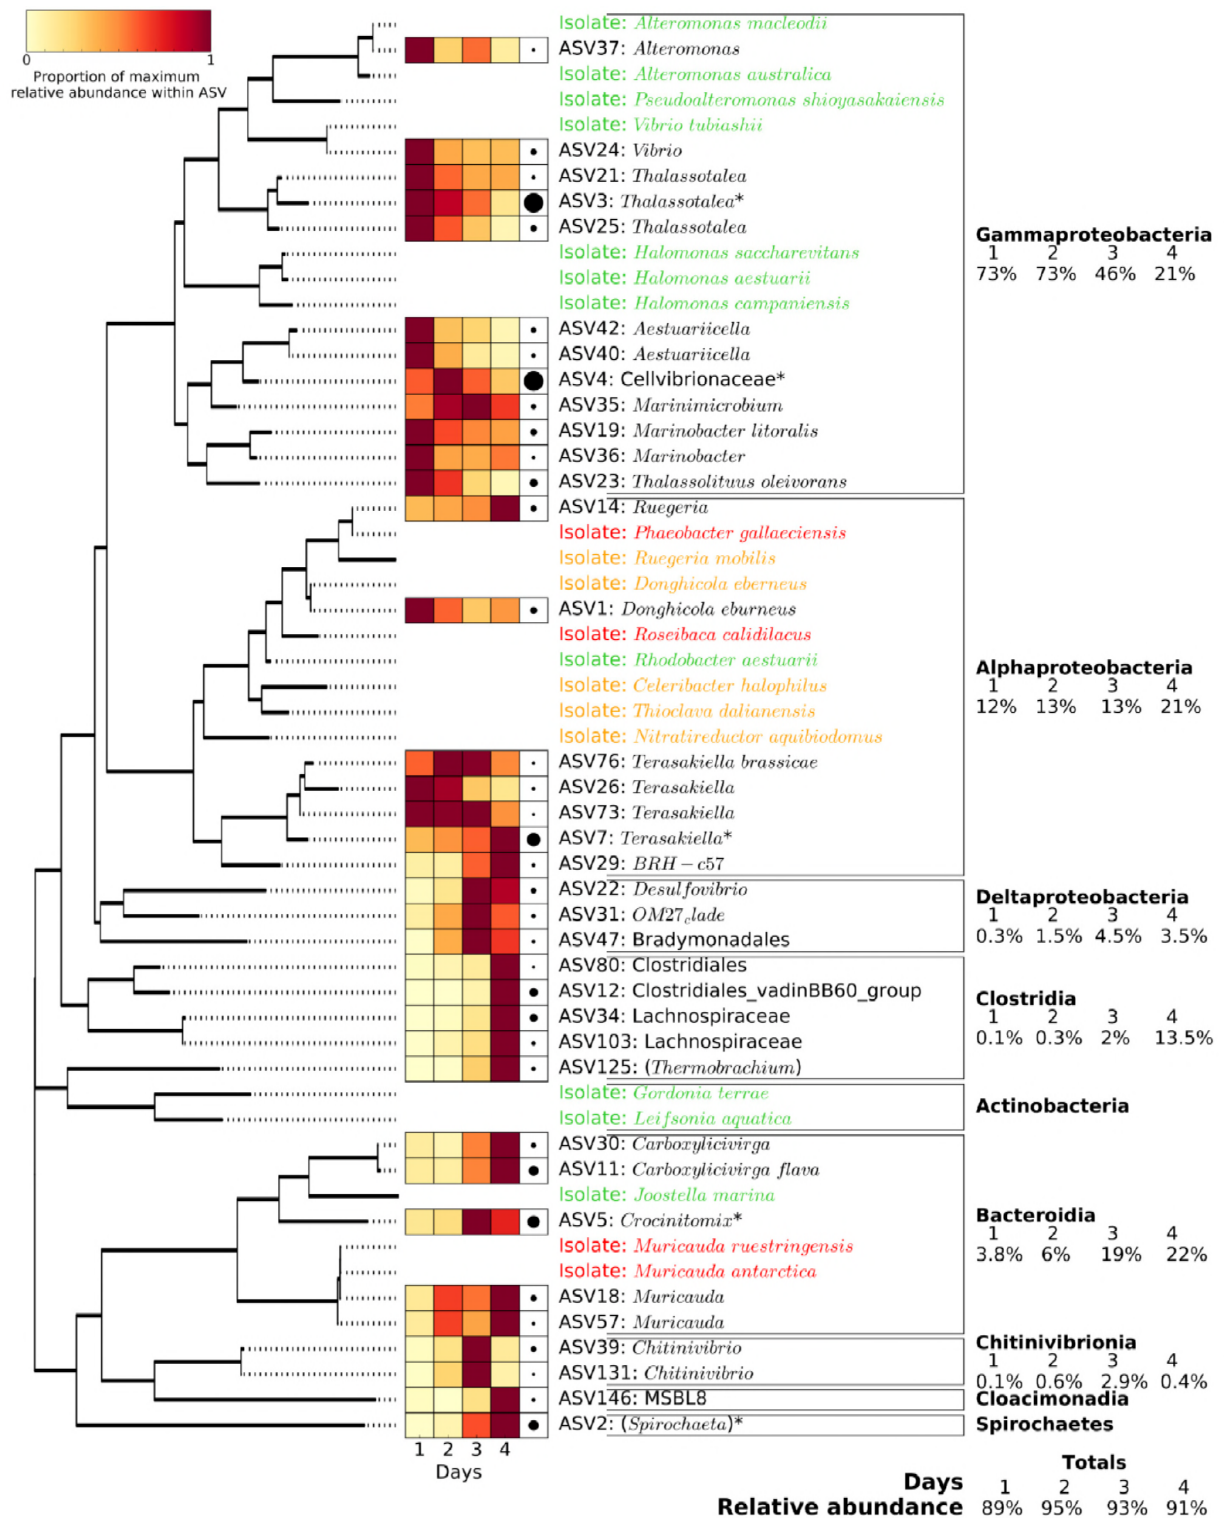 0 1
Proportion of maximum
relative abundance within ASV
Isolate: Alteromonas macleodii
ASV37: Alteromonas
Isolate: Alteromonas australica
Isolate: Pseudoalteromonas shioyasakaiensis
Isolate: Vibrio tubiashii
ASV24: Vibrio
ASV21: Thalassotalea
ASV3: Thalassotalea*
ASV25: Thalassotalea
Isolate: Halomonas saccharevitans
Isolate: Halomonas aestuarii
Isolate: Halomonas campaniensis
ASV42: Aestuariicella
ASV40: Aestuariicella
ASV4: Cellvibrionaceae*
ASV35: Marinimicrobium
ASV19: Marinobacter litoralis
ASV36: Marinobacter
ASV23: Thalassolituus oleivorans
Gammaproteobacteria
1 2 3 4
73% 73% 46% 21%
ASV14: Ruegeria
Isolate: Phaeobacter gallaeciensis
Isolate: Ruegeria mobilis
Isolate: Donghicola eberneus
ASV1: Donghicola eburneus
Isolate: Roseibaca calidilacus
Isolate: Rhodobacter aestuarii
Isolate: Celeribacter halophilus
Isolate: Thioclava dalianensis
Isolate: Nitratireductor aquibiodomus
ASV76: Terasakiella brassicae
ASV26: Terasakiella
ASV73: Terasakiella
ASV7: Terasakiella*
ASV29: BRH − c57
Alphaproteobacteria
1 2 3 4
12% 13% 13% 21%
ASV22: Desulfovibrio
ASV31: OM27clade
ASV47: Bradymonadales
Deltaproteobacteria
1 2 3 4
0.3% 1.5% 4.5% 3.5%
ASV80: Clostridiales
ASV12: Clostridiales_vadinBB60_group
ASV34: Lachnospiraceae
ASV103: Lachnospiraceae
ASV125: (Thermobrachium)
Clostridia
1 2 3 4
0.1% 0.3% 2% 13.5%
Isolate: Gordonia terrae
Isolate: Leifsonia aquatica
Actinobacteria
ASV30: Carboxylicivirga
ASV11: Carboxylicivirga flava
Isolate: Joostella marina
ASV5: Crocinitomix*
Isolate: Muricauda ruestringensis
Isolate: Muricauda antarctica
ASV18: Muricauda
ASV57: Muricauda
Bacteroidia
1 2 3 4
3.8% 6% 19% 22%
ASV39: Chitinivibrio
ASV131: Chitinivibrio
Chitinivibrionia
1 2 3 4
0.1% 0.6% 2.9% 0.4%
ASV146: MSBL8
Cloacimonadia
ASV2: (Spirochaeta)*
Spirochaetes
1 2 3 4
Days
Totals
Days 1 2 3 4
Relative abundance 89% 95% 93% 91%